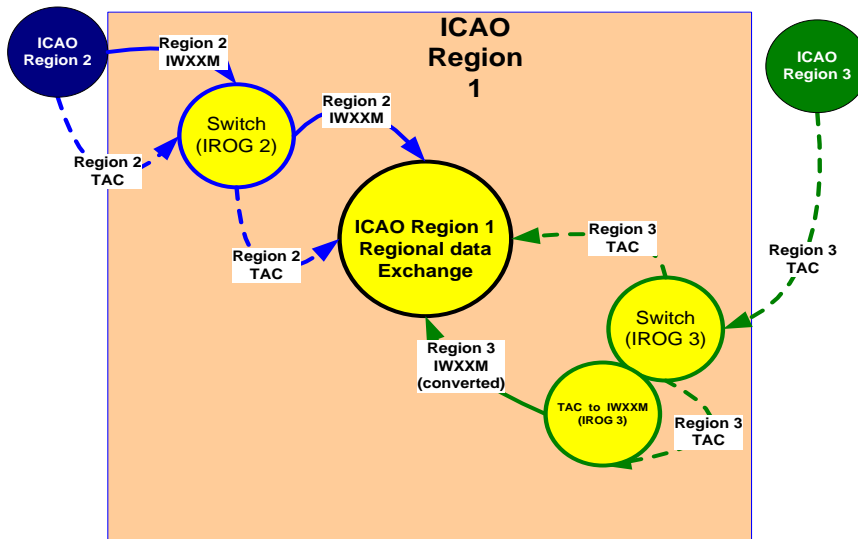 ICAO
Region 2
Region 2
IWXXM
ICAO
Region
1
ICAO
Region 3
Switch
(IROG 2)
Region 2
IWXXM
Region 2
TAC
ICAO Region 1
Regional data
Exchange
Region 2
TAC
Region 3
TAC
Region 3
TAC
Switch
(IROG 3)
Region 3
IWXXM
(converted)
TAC to IWXXM
(IROG 3)
Region 3
TAC